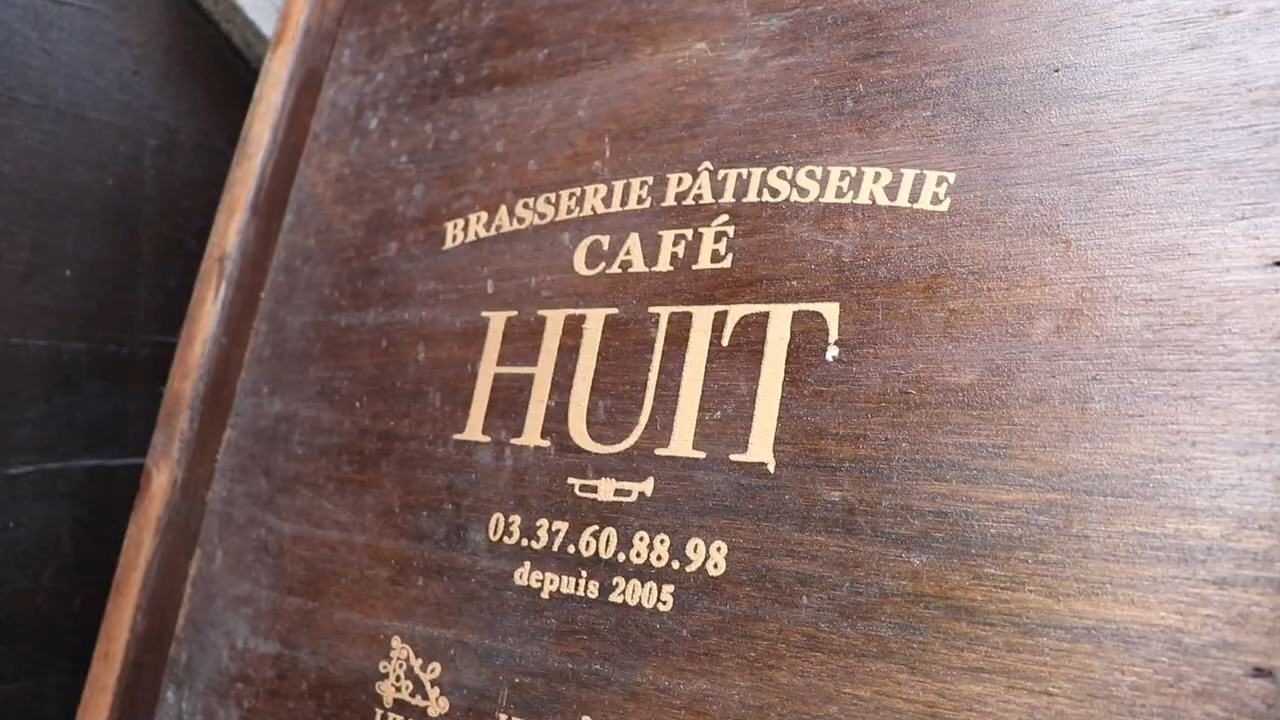 BRASSERIE PÂTISSERIE
CAFÉ
HUIT
03.37.60.88.98
depuis 2005